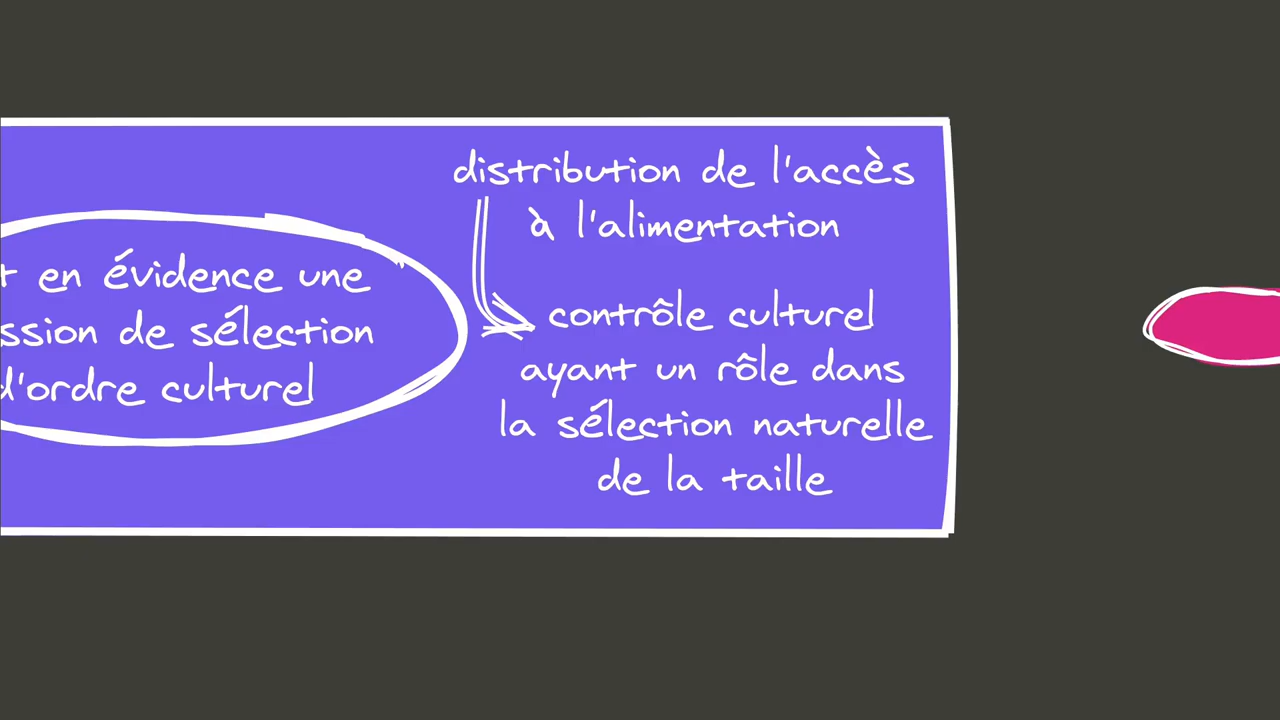 en évidence une
de sélection
d'ordre culturel
distribution de l'accès
à l'alimentation
contrôle culturel
ayant un rôle dans
la sélection naturelle
de la taille